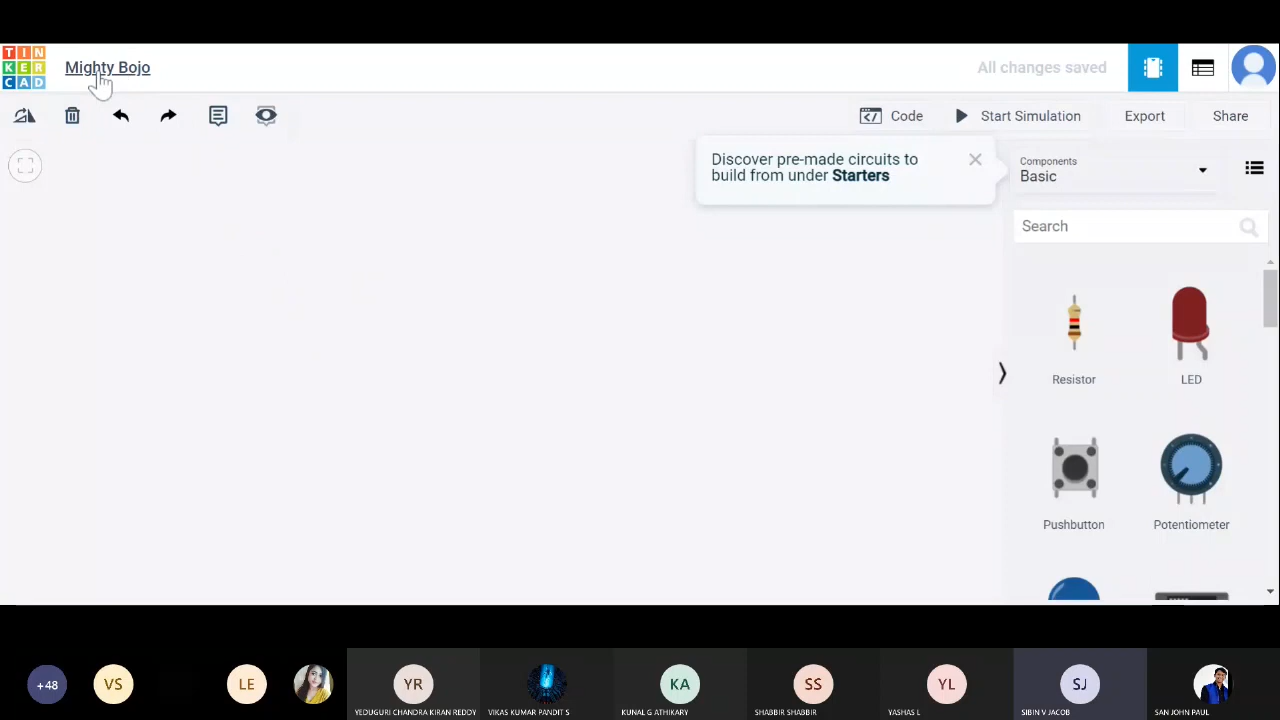 TIN
KER
CAD
Mighty Bojo
All changes saved
Code
Start Simulation
Export
Share
Discover pre-made circuits to
build from under Starters
Components
Basic
Search
Resistor
LED
Pushbutton
Potentiometer
+48
VS
LE
YR
KA
SS
YL
SJ
YEDUGURI CHANDRA KIRAN REDDY
VIKAS KUMAR PANDIT S
KUNAL G ATHIKARY
SHABBIR SHABBIR
YASHAS L
SIBIN V JACOB
SAN JOHN PAUL